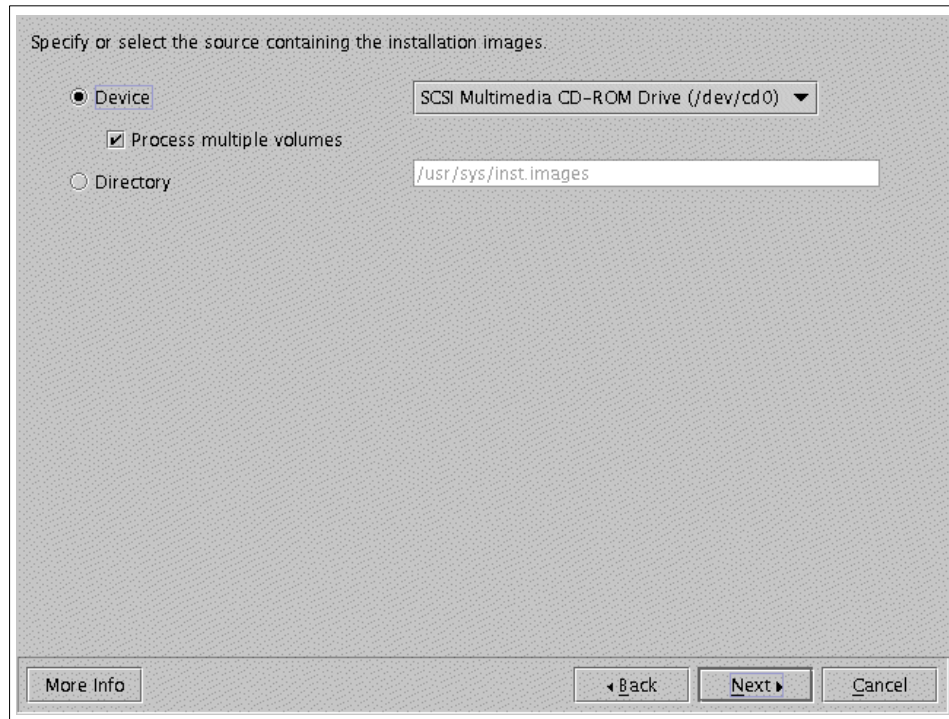 Specify or select the source containing the installation images.
Device
SCSI Multimedia CD-ROM Drive (/dev/cd0)
Process multiple volumes
Directory
/usr/sys/inst.images
More Info
Back
Next
Cancel